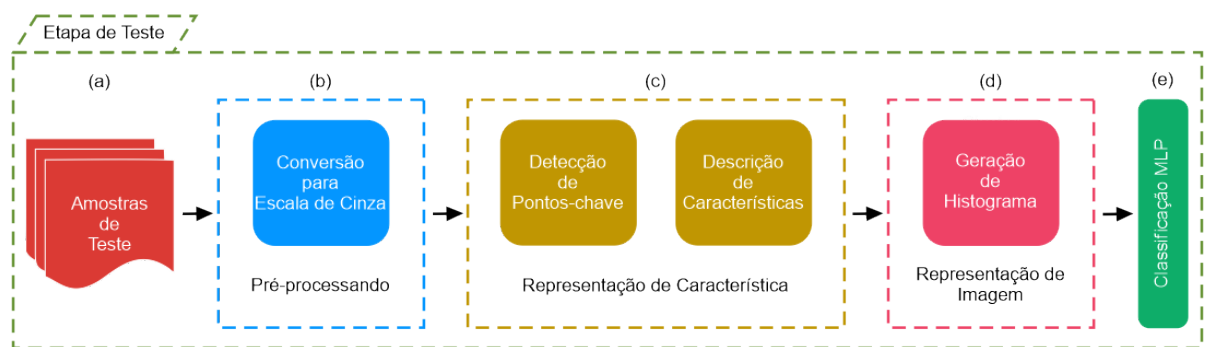 Etapa de Teste
(a)
(b)
(c)
(d)
(e)
Amostras
de
Teste
Conversão
para
Escala de Cinza
Pré-processando
Detecção
de
Pontos-chave
Descrição
de
Características
Representação de Característica
Geração
de
Histograma
Representação de
Imagem
Classificação MLP